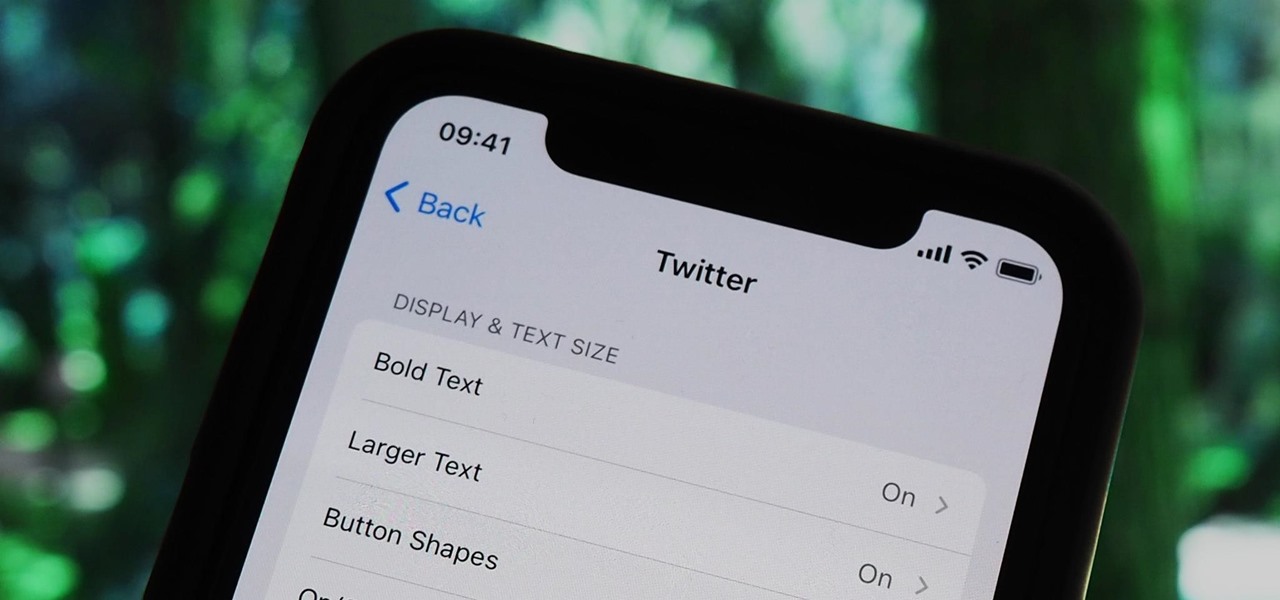 09:41
Back Twitter
DISPLAY & TEXT SIZE
Bold Text On
Larger Text On
Button Shapes